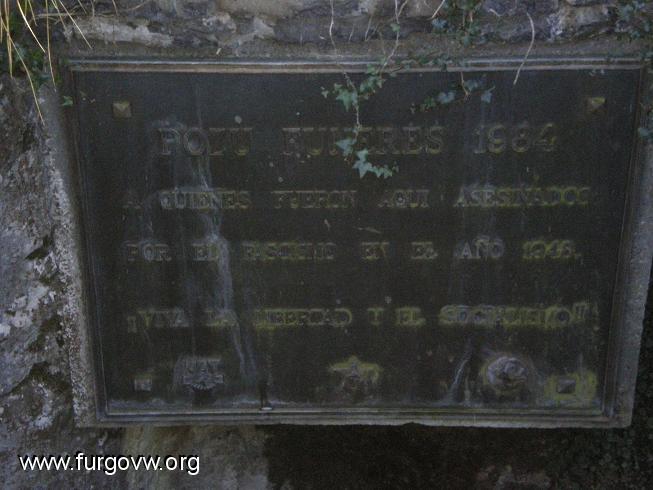 POZU FUNERES 1984
A QUIENES FUERON AQUI ASESINADOS
POR EL FASCISMO EN EL AÑO 1948.
¡¡VIVA LA LIBERTAD Y EL SOCIALISMO!!
www.furgovw.org